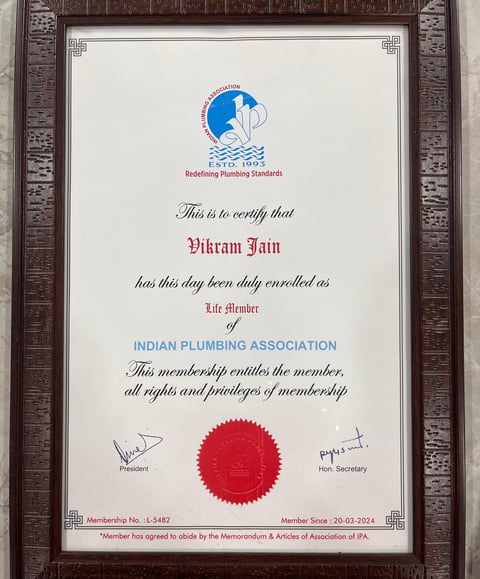 INDIAN PLUMBING ASSOCIATION
ESTD. 1993
Redefining Plumbing Standards
This is to certify that
Vikram Jain
has this day been duly enrolled as
Life Member
of
INDIAN PLUMBING ASSOCIATION
This membership entitles the member,
all rights and privileges of membership
President
Hon. Secretary
Membership No. : L-5482
Member Since : 20-03-2024
*Member has agreed to abide by the Memorandum & Articles of Association of IPA.